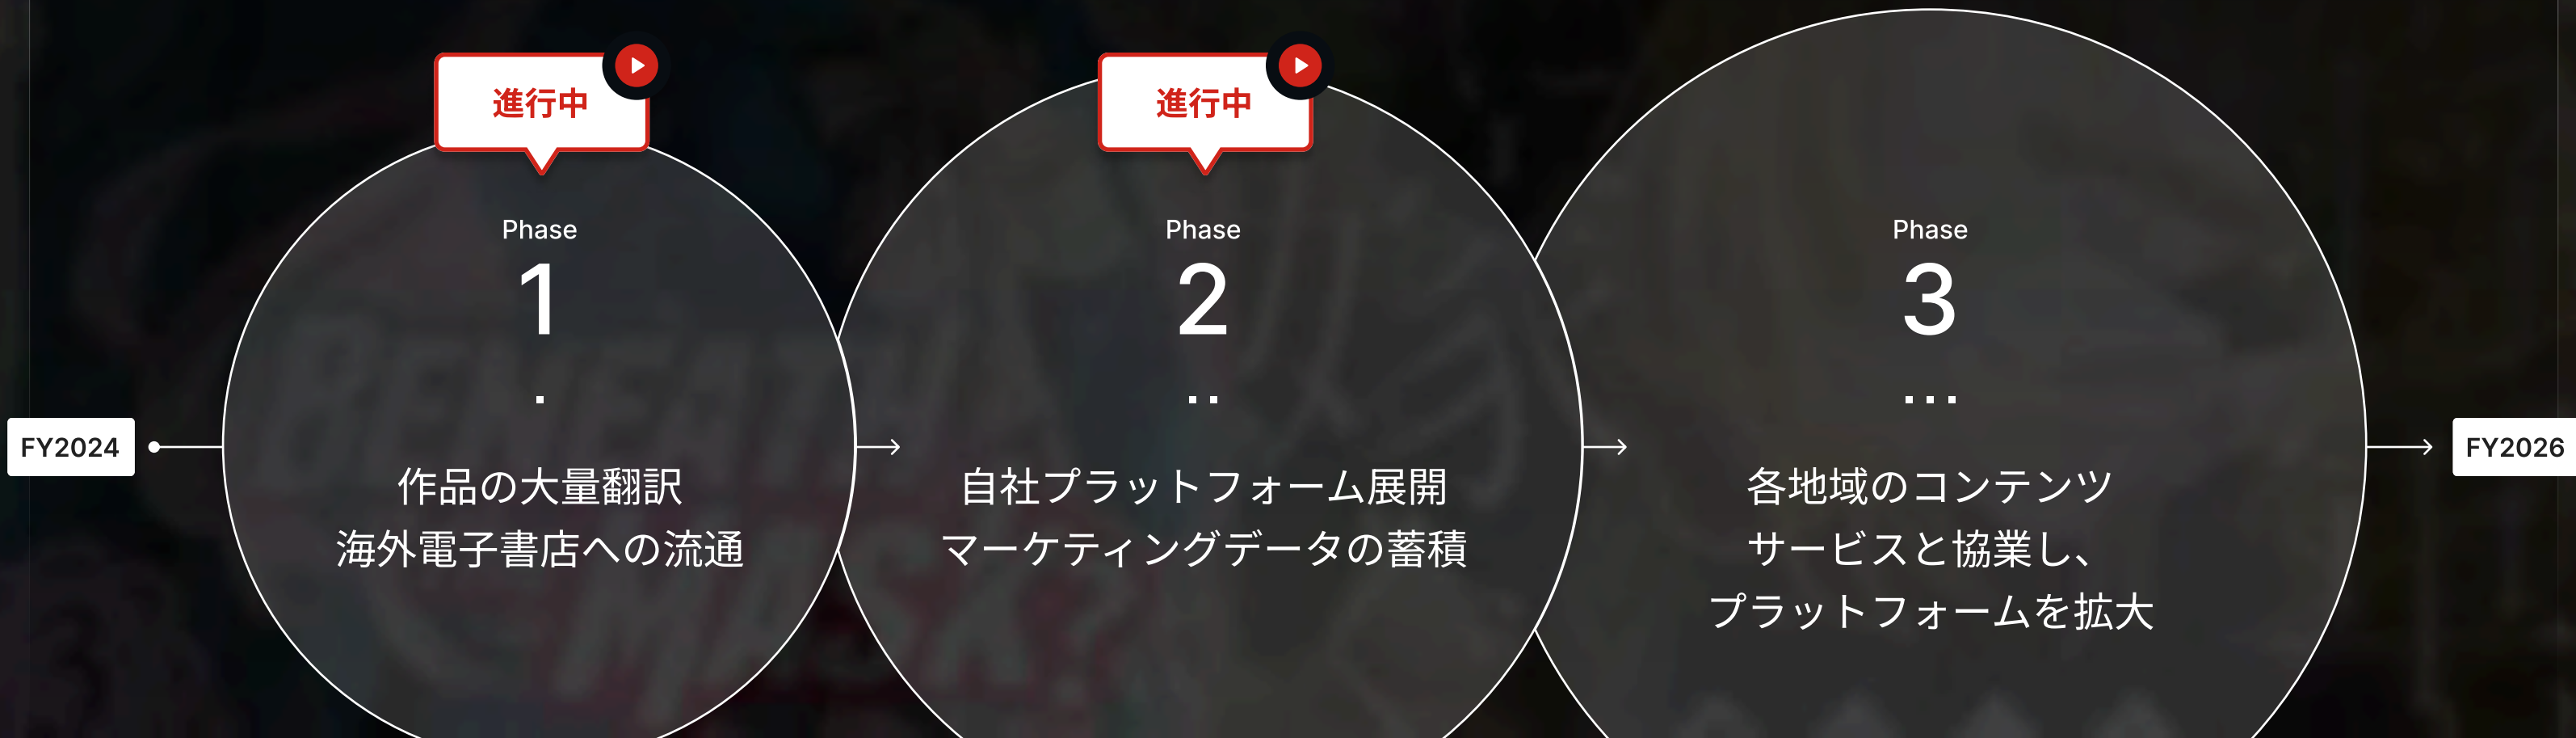 FY2024
進行中
Phase
1
作品の大量翻訳
海外電子書店への流通
進行中
Phase
2
自社プラットフォーム展開
マーケティングデータの蓄積
Phase
3
各地域のコンテンツ
サービスと協業し、
プラットフォームを拡大
FY2026
BENEATH
MASK?